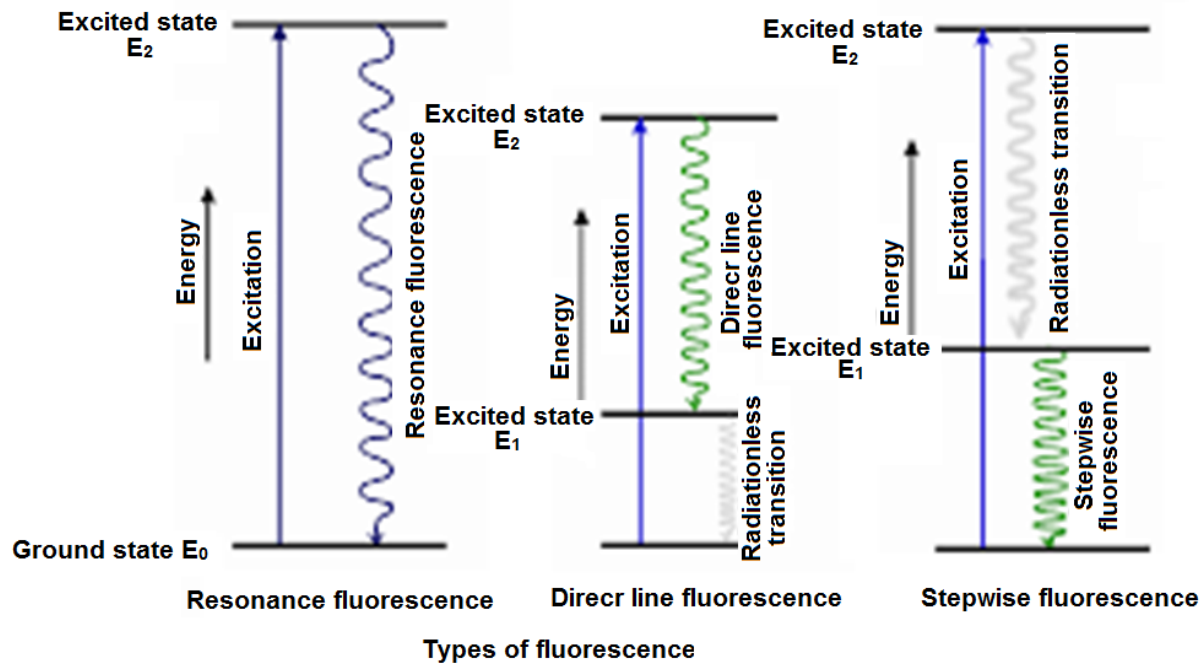 Excited state
E₂
Energy
Excitation
Resonance fluorescence
Ground state E₀
Resonance fluorescence
Excited state
E₂
Energy
Excitation
Direcr line
fluorescence
Excited state
E₁
Radiationless
transition
Direcr line fluorescence
Excited state
E₂
Energy
Excitation
Radiationless transition
Excited state
E₁
Stepwise
fluorescence
Stepwise fluorescence
Types of fluorescence